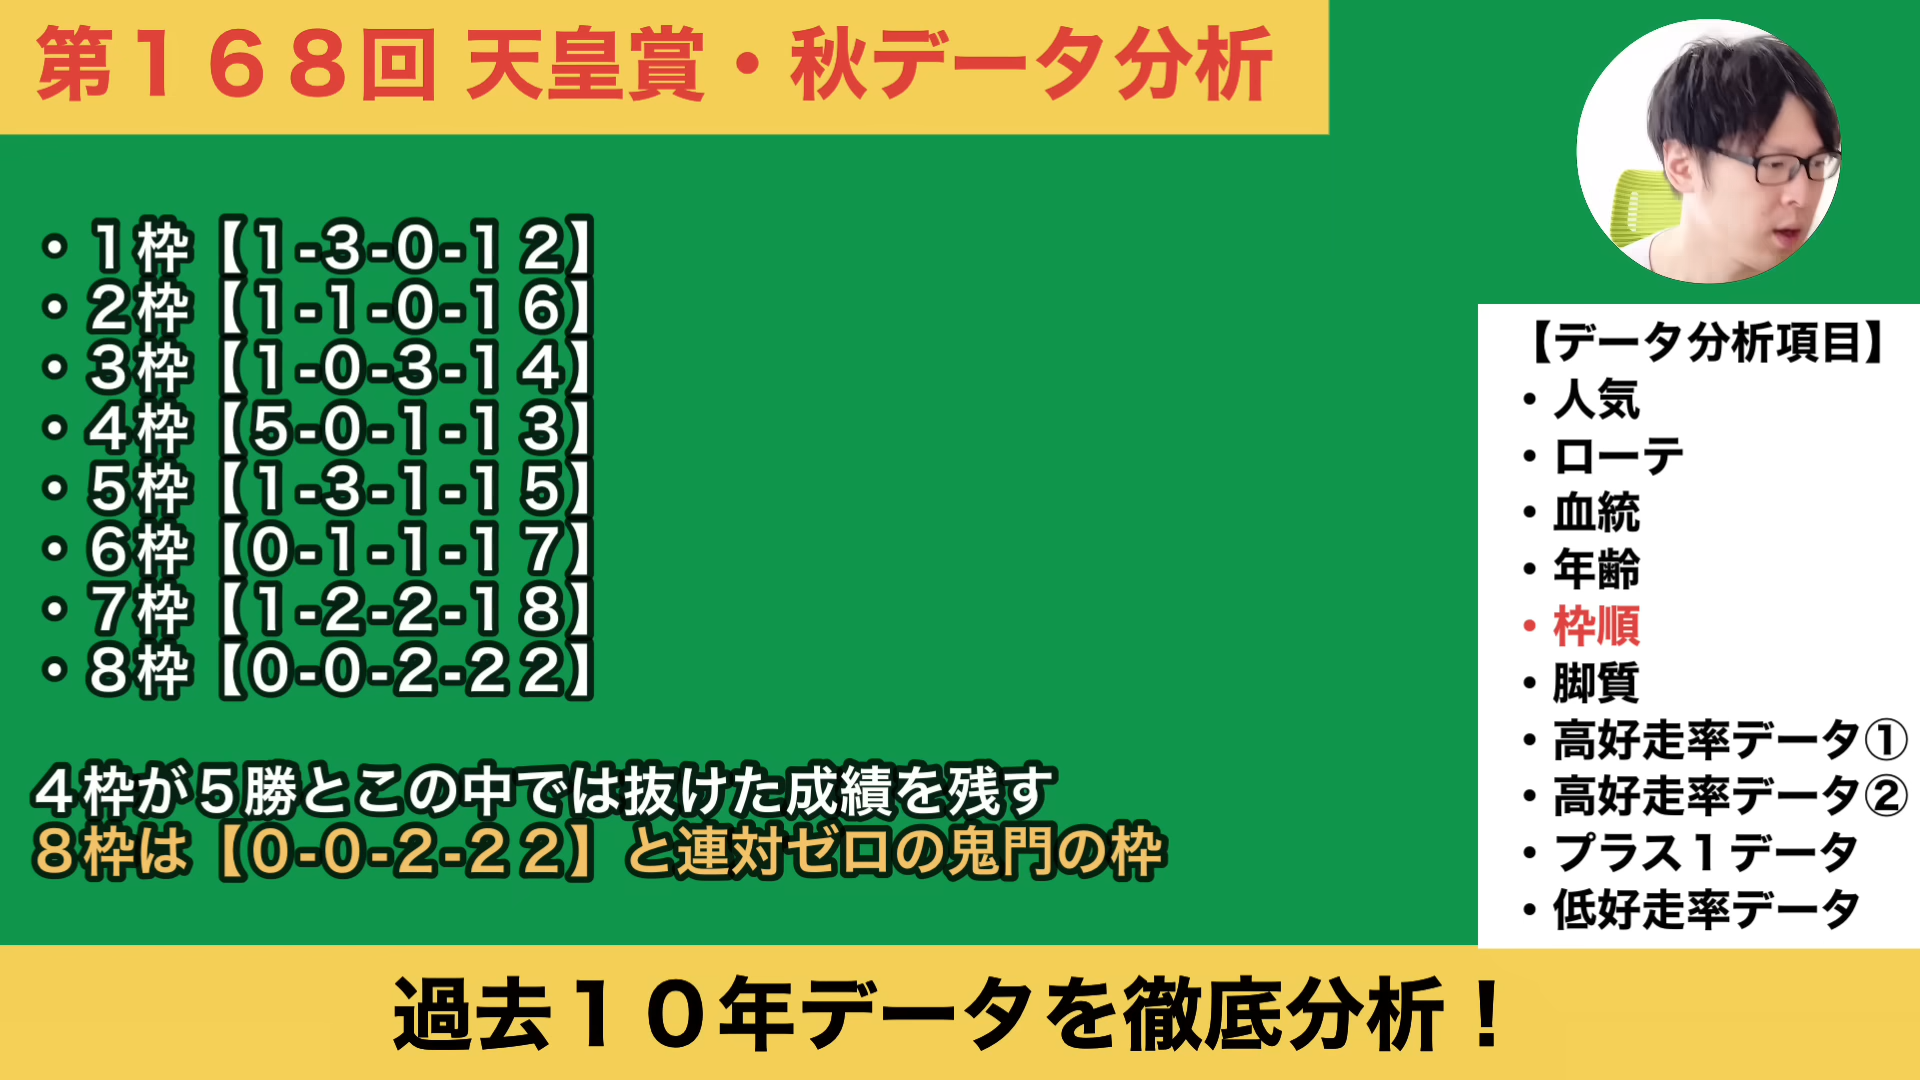 第１６８回 天皇賞・秋データ分析
・１枠【１-３-０-１２】
・２枠【１-１-０-１６】
・３枠【１-０-３-１４】
・４枠【５-０-１-１３】
・５枠【１-３-１-１５】
・６枠【０-１-１-１７】
・７枠【１-２-２-１８】
・８枠【０-０-２-２２】
４枠が５勝とこの中では抜けた成績を残す
８枠は【０-０-２-２２】と連対ゼロの鬼門の枠
【データ分析項目】
・人気
・ローテ
・血統
・年齢
・枠順
・脚質
・高好走率データ①
・高好走率データ②
・プラス１データ
・低好走率データ
過去１０年データを徹底分析！